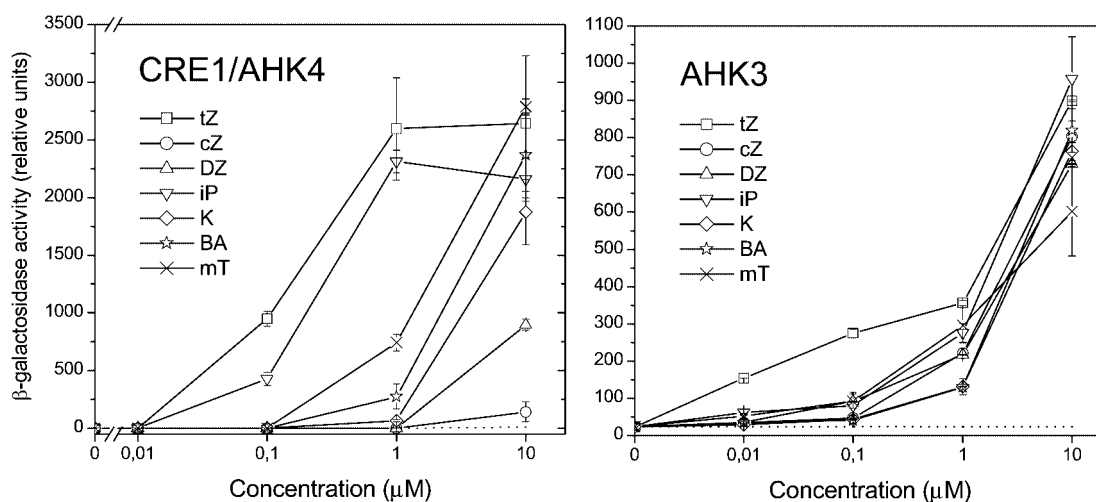 β-galactosidase activity (relative units)
3500
3000
2500
2000
1500
1000
500
0
CRE1/AHK4
tZ
cZ
DZ
iP
K
BA
mT
0 0,01 0,1 1 10
Concentration (μM)
1100
1000
900
800
700
600
500
400
300
200
100
0
AHK3
tZ
cZ
DZ
iP
K
BA
mT
0 0,01 0,1 1 10
Concentration (μM)